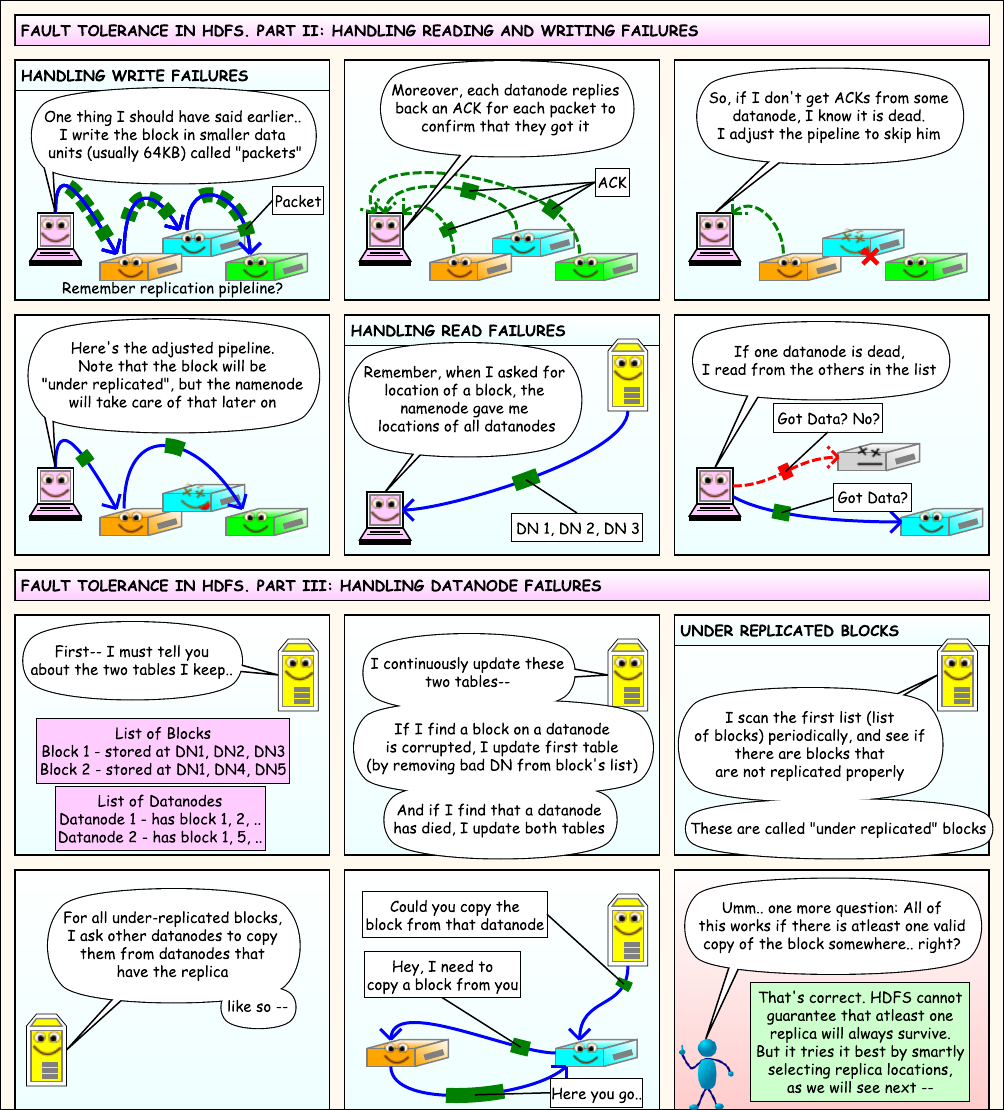 FAULT TOLERANCE IN HDFS. PART II: HANDLING READING AND WRITING FAILURES
HANDLING WRITE FAILURES
One thing I should have said earlier..
I write the block in smaller data
units (usually 64KB) called "packets"
Packet
Remember replication pipleline?
Moreover, each datanode replies
back an ACK for each packet to
confirm that they got it
ACK
So, if I don't get ACKs from some
datanode, I know it is dead.
I adjust the pipeline to skip him
Here's the adjusted pipeline.
Note that the block will be
"under replicated", but the namenode
will take care of that later on
HANDLING READ FAILURES
Remember, when I asked for
location of a block, the
namenode gave me
locations of all datanodes
DN 1, DN 2, DN 3
If one datanode is dead,
I read from the others in the list
Got Data? No?
Got Data?
FAULT TOLERANCE IN HDFS. PART III: HANDLING DATANODE FAILURES
First-- I must tell you
about the two tables I keep..
List of Blocks
Block 1 - stored at DN1, DN2, DN3
Block 2 - stored at DN1, DN4, DN5
List of Datanodes
Datanode 1 - has block 1, 2, ..
Datanode 2 - has block 1, 5, ..
I continuously update these
two tables--
If I find a block on a datanode
is corrupted, I update first table
(by removing bad DN from block's list)
And if I find that a datanode
has died, I update both tables
UNDER REPLICATED BLOCKS
I scan the first list (list
of blocks) periodically, and see if
there are blocks that
are not replicated properly
These are called "under replicated" blocks
For all under-replicated blocks,
I ask other datanodes to copy
them from datanodes that
have the replica
like so --
Could you copy the
block from that datanode
Hey, I need to
copy a block from you
Here you go..
Umm.. one more question: All of
this works if there is atleast one valid
copy of the block somewhere.. right?
That's correct. HDFS cannot
guarantee that atleast one
replica will always survive.
But it tries it best by smartly
selecting replica locations,
as we will see next --